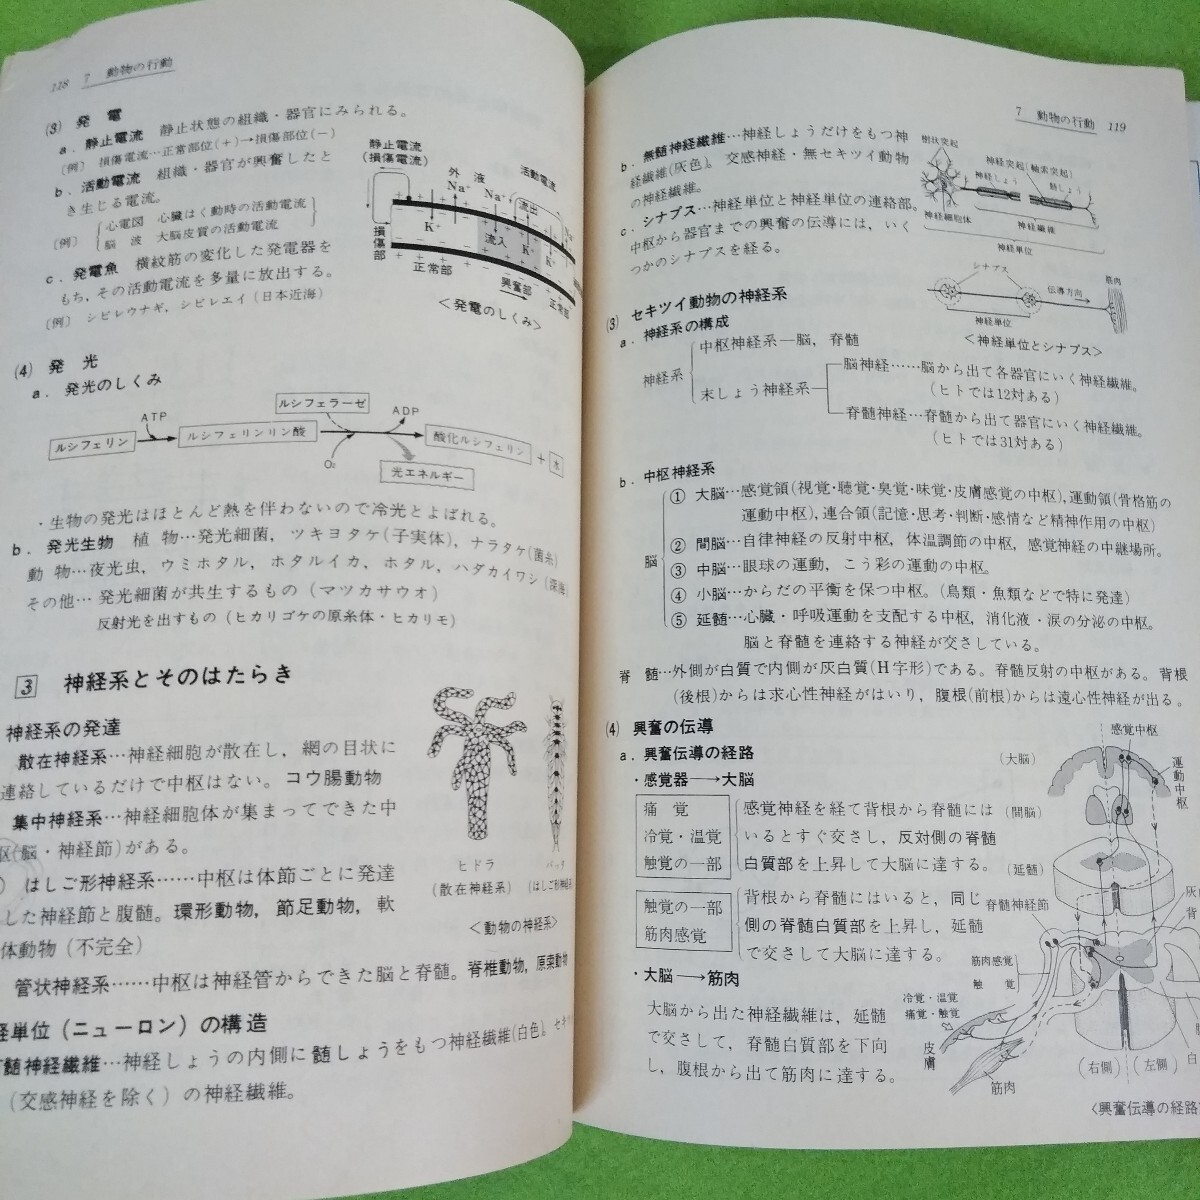 118 7 動物の行動
(3) 発電
a. 静止電流 静止状態の組織・器官にみられる。
(例) 損傷電流…正常部位(+)→損傷部位(−)
b. 活動電流 組織・器官が興奮したと
き生じる電流。
(例) 心電図 心臓はく動時の活動電流
脳波 大脳皮質の活動電流
c. 発電魚 横紋筋の変化した発電器を
もち,その活動電流を多量に放出する。
(例) シビレウナギ,シビレエイ(日本近海)
静止電流
(損傷電流)
外液
活動電流
Na⁺
Na⁺
流出
K⁺
流入
K⁺
K⁺
損傷部
正常部
興奮部
正常部
<発電のしくみ>
(4) 発光
a. 発光のしくみ
ルシフェリン
ATP
ルシフェリンリン酸
ルシフェラーゼ
O₂
ADP
酸化ルシフェリン + 水
光エネルギー
・生物の発光はほとんど熱を伴わないので冷光とよばれる。
b. 発光生物 植物…発光細菌,ツキヨタケ(子実体),ナラタケ(菌糸)
動物…夜光虫,ウミホタル,ホタルイカ,ホタル,ハダカイワシ(深海
その他…発光細菌が共生するもの(マツカサウオ)
反射光を出すもの(ヒカリゴケの原糸体・ヒカリモ)
3 神経系とそのはたらき
神経系の発達
散在神経系…神経細胞が散在し,網の目状に
連絡しているだけで中枢はない。コウ腸動物
集中神経系…神経細胞体が集まってできた中
枢(脳・神経節)がある。
はしご形神経系……中枢は体節ごとに発達
した神経節と腹髄。環形動物,節足動物,軟
体動物(不完全)
管状神経系……中枢は神経管からできた脳と脊髄。脊椎動物,原索動物
ヒドラ
(散在神経系)
バッタ
(はしご形神経
<動物の神経系>
経単位(ニューロン)の構造
髄神経繊維…神経しょうの内側に髄しょうをもつ神経繊維(白色)。セキ
(交感神経を除く)の神経繊維。
7 動物の行動 119
b. 無髄神経繊維…神経しょうだけをもつ神
経繊維(灰色)。交感神経・無セキツイ動物
の神経繊維。
c. シナプス…神経単位と神経単位の連絡部。
中枢から器官までの興奮の伝導には,いく
つかのシナプスを経る。
樹状突起
神経突起(軸索突起)
神経しょう
髄しょう
神経細胞体
神経繊維
神経単位
シナプス
伝導方向
筋肉
神経単位
<神経単位とシナプス>
(3) セキツイ動物の神経系
a. 神経系の構成
神経系
中枢神経系―脳,脊髄
末しょう神経系
脳神経……脳から出て各器官にいく神経繊維。
(ヒトでは12対ある)
脊髄神経…脊髄から出て器官にいく神経繊維。
(ヒトでは31対ある)
b. 中枢神経系
脳
① 大脳…感覚領(視覚・聴覚・臭覚・味覚・皮膚感覚の中枢),運動領(骨格筋の
運動中枢),連合領(記憶・思考・判断・感情など精神作用の中枢)
② 間脳…自律神経の反射中枢,体温調節の中枢,感覚神経の中継場所。
③ 中脳…眼球の運動,こう彩の運動の中枢。
④ 小脳…からだの平衡を保つ中枢。(鳥類・魚類などで特に発達)
⑤ 延髄…心臓・呼吸運動を支配する中枢,消化液・涙の分泌の中枢。
脳と脊髄を連絡する神経が交さしている。
脊髄…外側が白質で内側が灰白質(H字形)である。脊髄反射の中枢がある。背根
(後根)からは求心性神経がはいり,腹根(前根)からは遠心性神経が出る。
(4) 興奮の伝導
a. 興奮伝導の経路
・感覚器→大脳
痛覚
冷覚・温覚
触覚の一部
感覚神経を経て背根から脊髄には
いるとすぐ交さし,反対側の脊髄
白質部を上昇して大脳に達する。
触覚の一部
筋肉感覚
背根から脊髄にはいると,同じ
側の脊髄白質部を上昇し,延髄
で交さして大脳に達する。
・大脳→筋肉
大脳から出た神経繊維は,延髄
で交さして,脊髄白質部を下向
し,腹根から出て筋肉に達する。
感覚中枢
(大脳)
運動中枢
(間脳)
(延髄)
脊髄神経節
灰
背
筋肉感覚
触覚
冷覚・温覚
痛覚・触覚
皮膚
筋肉
(右側)
(左側)
白
<興奮伝導の経路